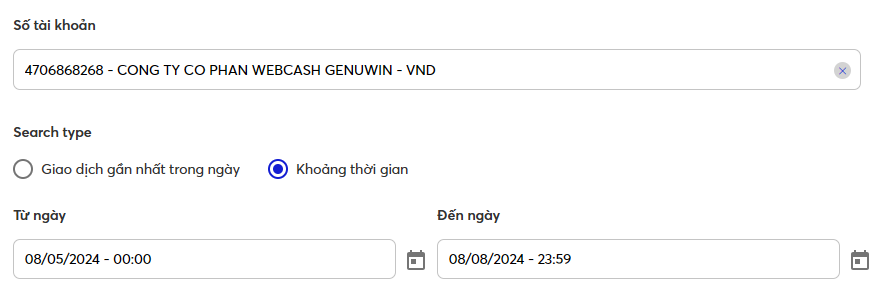 Số tài khoản
4706868268 - CONG TY CO PHAN WEBCASH GENUWIN - VND
Search type
Giao dịch gần nhất trong ngày Khoảng thời gian
Từ ngày Đến ngày
08/05/2024 - 00:00 08/08/2024 - 23:59